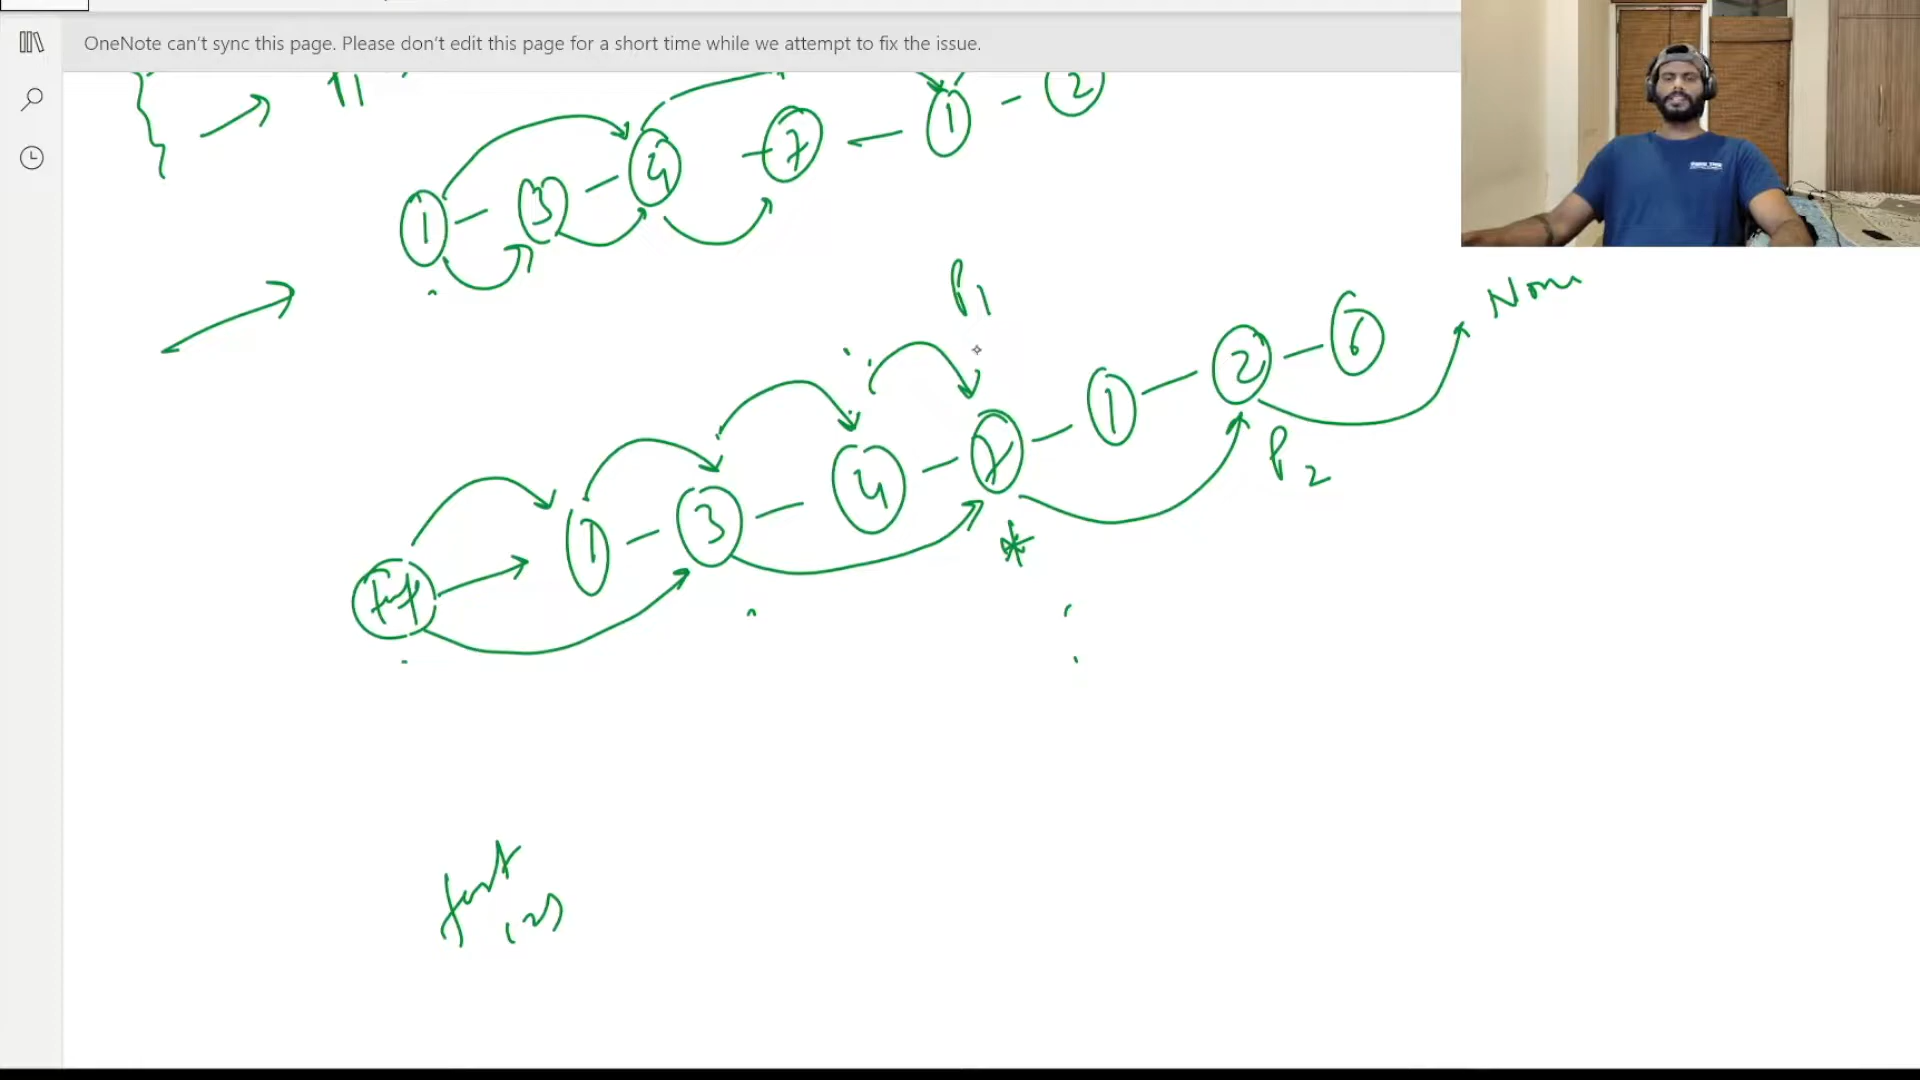 OneNote can't sync this page. Please don't edit this page for a short time while we attempt to fix the issue.
P1
1 - 3 - 4 - 7 - 1 - 2
P1
None
1 - 3 - 4 - 7 - 1 - 2 - 6
P2
*